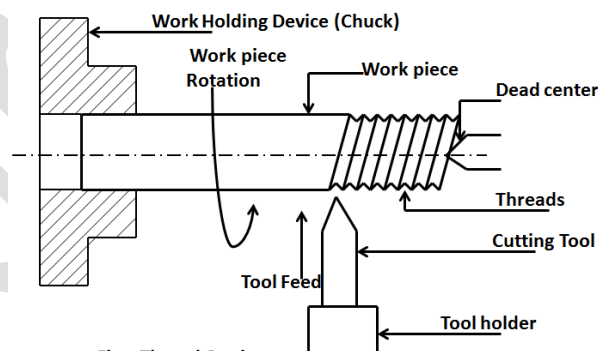 Work Holding Device (Chuck)
Work piece
Rotation
Work piece
Dead center
Threads
Cutting Tool
Tool Feed
Tool holder